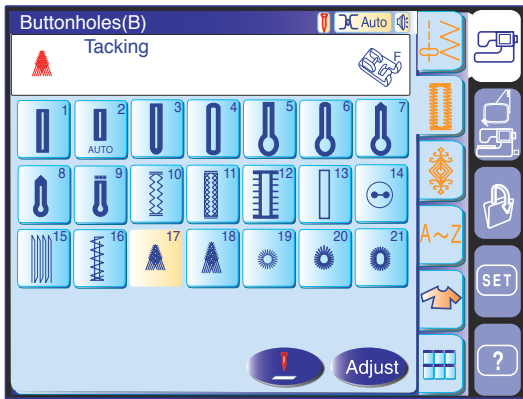 Buttonholes(B) Auto
Tacking
F
1 2 3 4 5 6 7
AUTO
8 9 10 11 12 13 14
15 16 17 18 19 20 21
A~Z
SET
Adjust ?